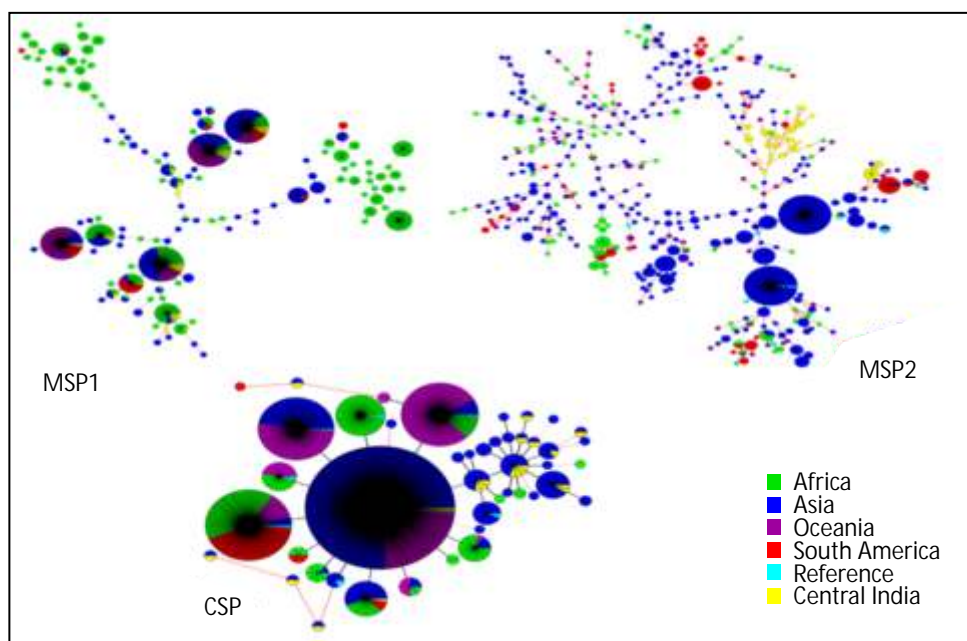 MSP1
MSP2
CSP
Africa
Asia
Oceania
South America
Reference
Central India